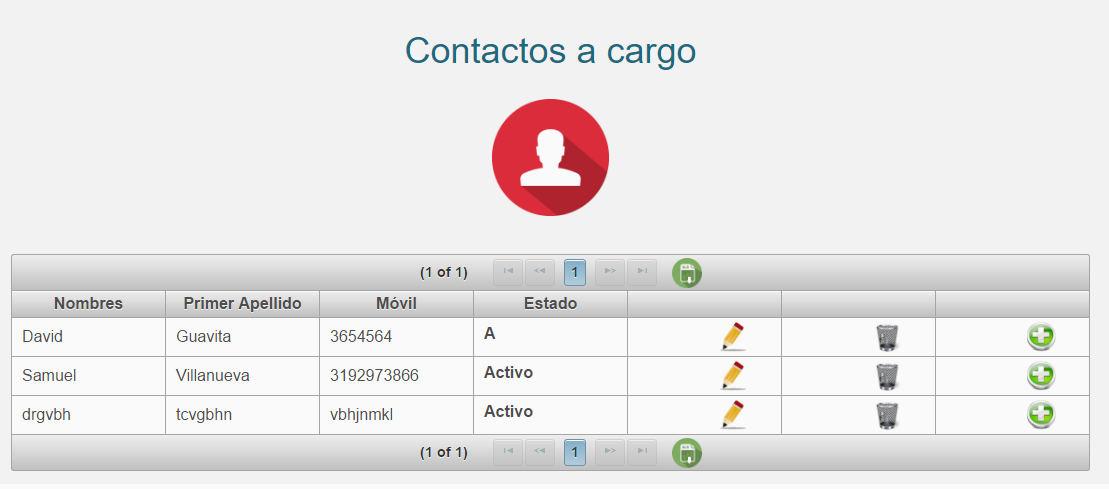 Contactos a cargo
(1 of 1) 1
Nombres Primer Apellido Móvil Estado
David Guavita 3654564 A
Samuel Villanueva 3192973866 Activo
drgvbh tcvgbhn vbhjnmkl Activo
(1 of 1) 1